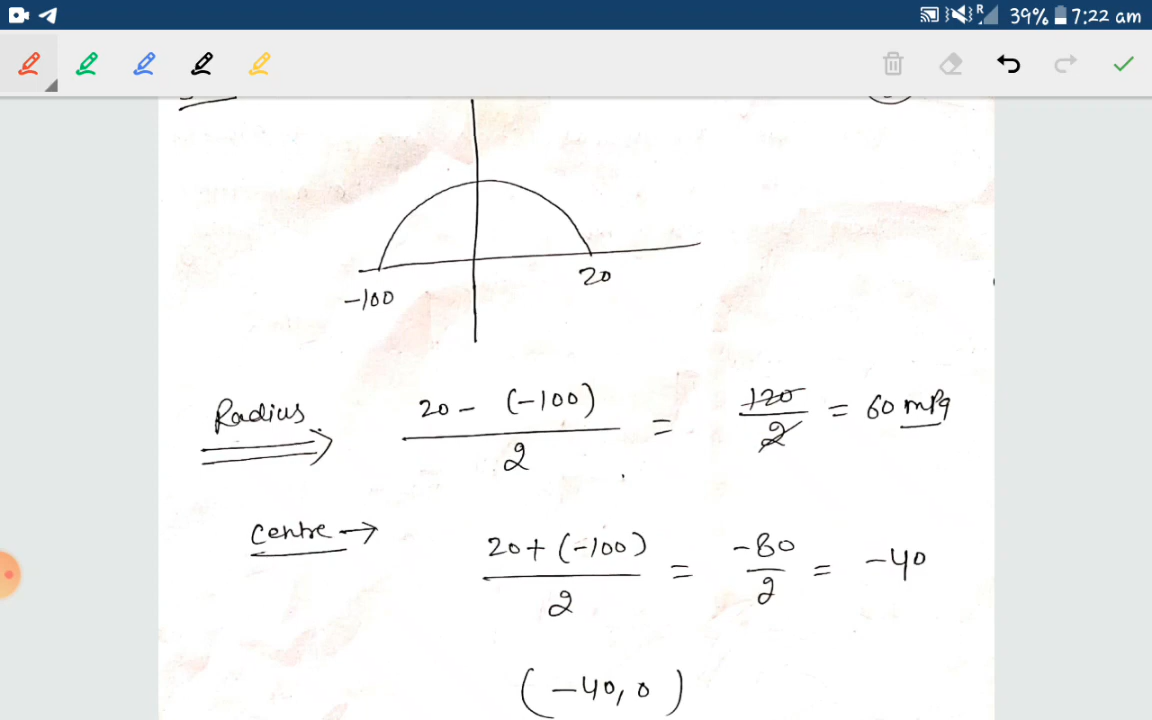 R 39% 7:22 am
-100
20
Radius ⇒ 20 - (-100) / 2 = 120 / 2 = 60 mPa
Centre → 20 + (-100) / 2 = -80 / 2 = -40
(-40, 0)